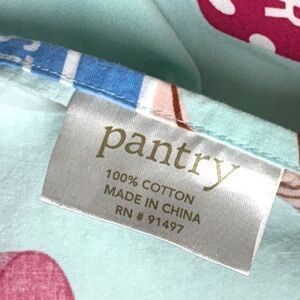 pantry
100% COTTON
MADE IN CHINA
RN # 91497